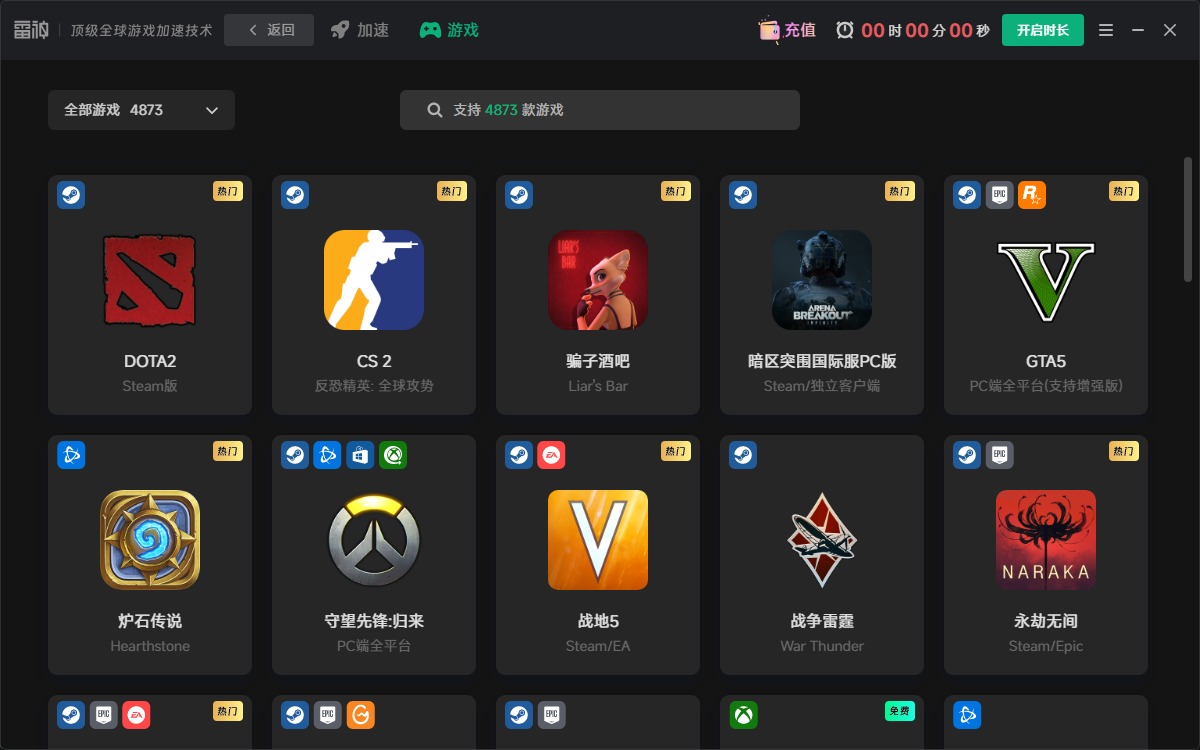 雷神 顶级全球游戏加速技术 返回 加速 游戏 充值 00时00分00秒 开启时长
全部游戏 4873 支持 4873 款游戏
热门 热门 热门 热门 EPIC 热门
LIAR'S BAR
ARENA BREAKOUT INFINITE
DOTA2 CS 2 骗子酒吧 暗区突围国际服PC版 GTA5
Steam版 反恐精英: 全球攻势 Liar's Bar Steam/独立客户端 PC端全平台(支持增强版)
热门 EA 热门 EPIC 热门
NARAKA
炉石传说 守望先锋:归来 战地5 战争雷霆 永劫无间
Hearthstone PC端全平台 Steam/EA War Thunder Steam/Epic
EPIC EA 热门 EPIC EPIC 免费